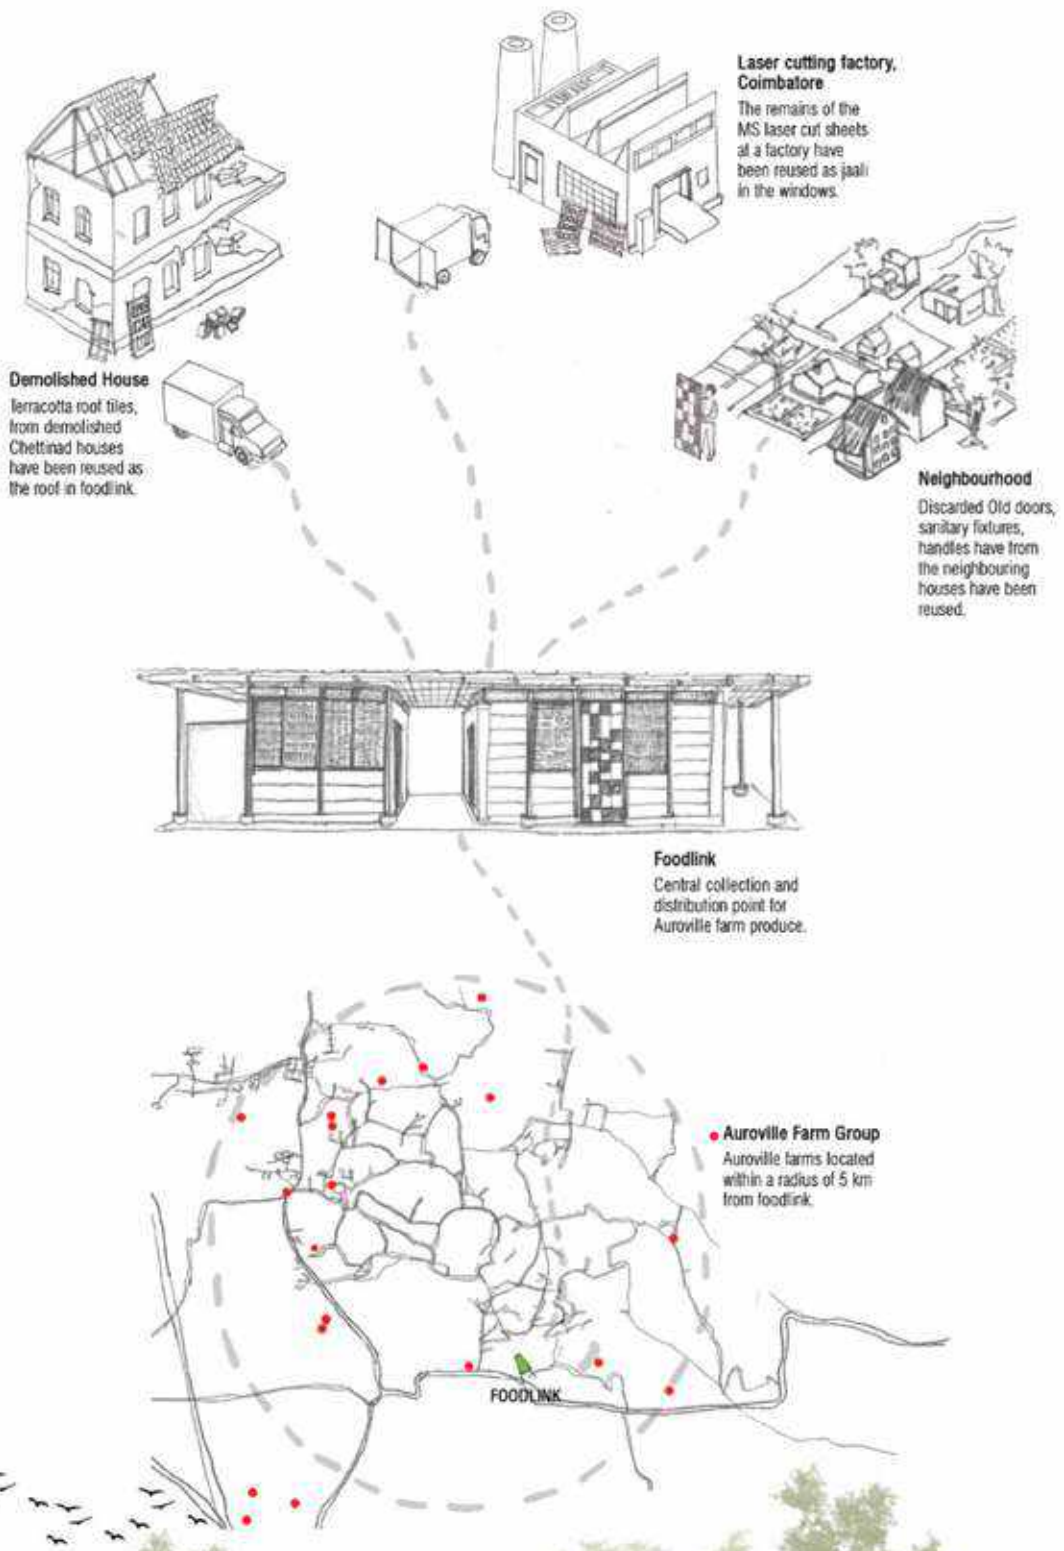 Laser cutting factory,
Coimbatore
The remains of the
MS laser cut sheets
at a factory have
been reused as jaali
in the windows.
Demolished House
Terracotta roof tiles,
from demolished
Chettinad houses
have been reused as
the roof in foodlink.
Neighbourhood
Discarded Old doors,
sanitary fixtures,
handles have from
the neighbouring
houses have been
reused.
Foodlink
Central collection and
distribution point for
Auroville farm produce.
Auroville Farm Group
Auroville farms located
within a radius of 5 km
from foodlink.
FOODLINK